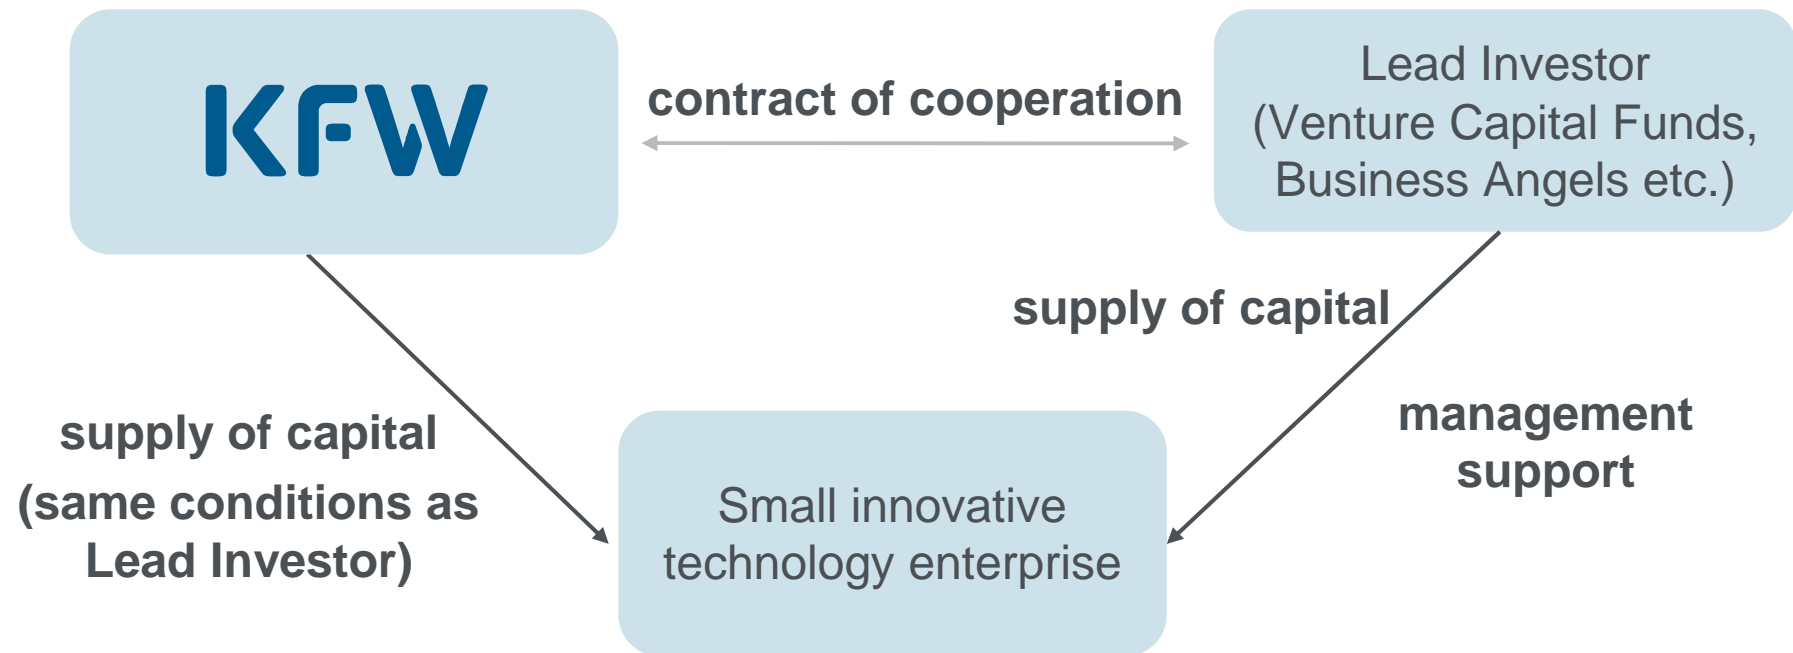 KFW
contract of cooperation
Lead Investor
(Venture Capital Funds,
Business Angels etc.)
supply of capital
supply of capital
(same conditions as
Lead Investor)
management
support
Small innovative
technology enterprise